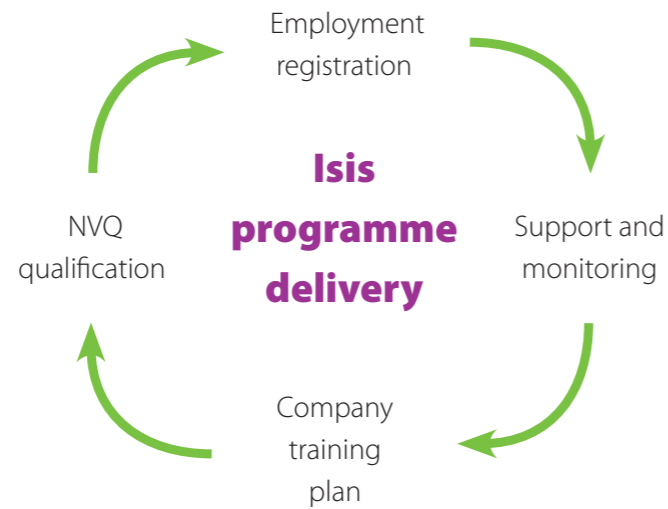 Employment
registration
Isis
programme
delivery
NVQ
qualification
Support and
monitoring
Company
training
plan